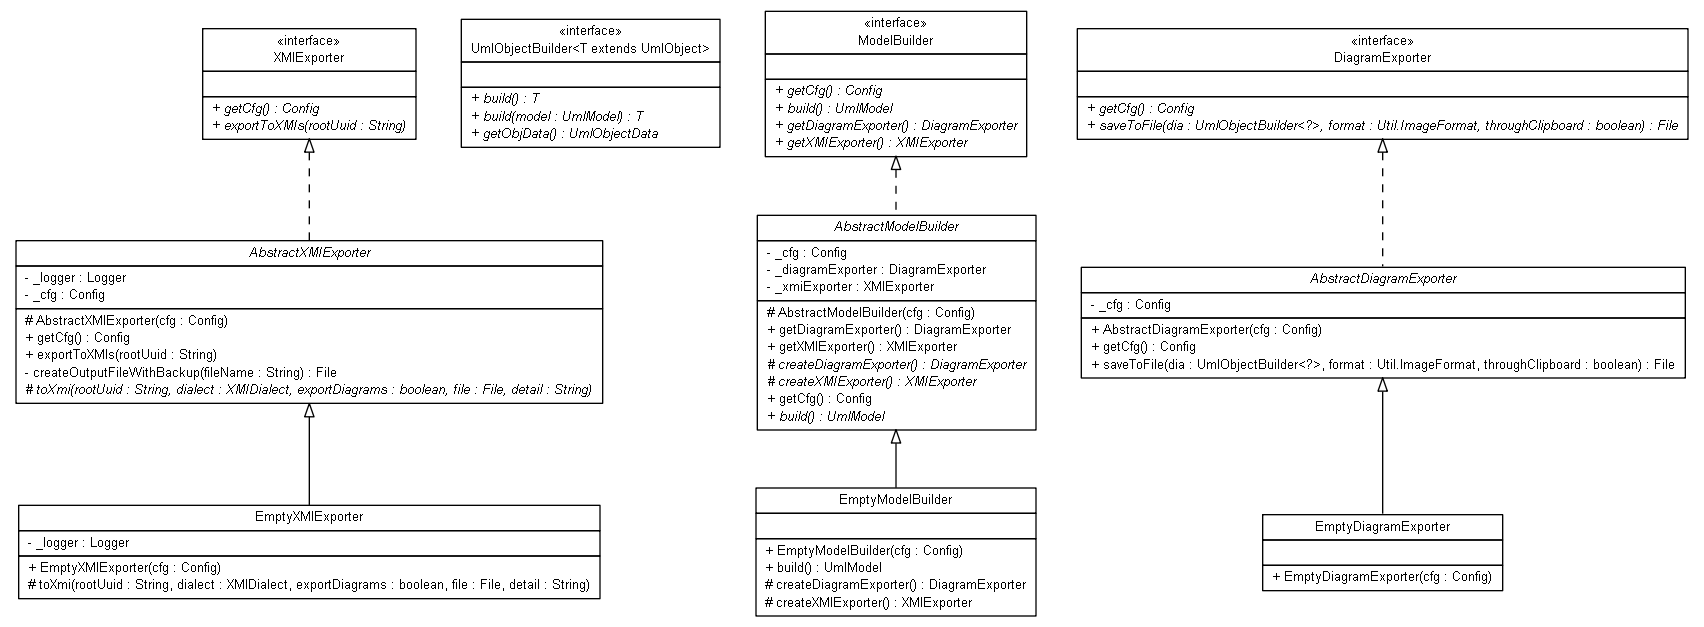 «interface»
XMIExporter
+ getCfg() : Config
+ exportToXMIs(rootUuid : String)
«interface»
UmlObjectBuilder<T extends UmlObject>
+ build() : T
+ build(model : UmlModel) : T
+ getObjData() : UmlObjectData
«interface»
ModelBuilder
+ getCfg() : Config
+ build() : UmlModel
+ getDiagramExporter() : DiagramExporter
+ getXMIExporter() : XMIExporter
«interface»
DiagramExporter
+ getCfg() : Config
+ saveToFile(dia : UmlObjectBuilder<?>, format : Util.ImageFormat, throughClipboard : boolean) : File
AbstractXMIExporter
- _logger : Logger
- _cfg : Config
# AbstractXMIExporter(cfg : Config)
+ getCfg() : Config
+ exportToXMIs(rootUuid : String)
- createOutputFileWithBackup(fileName : String) : File
# toXmi(rootUuid : String, dialect : XMIDialect, exportDiagrams : boolean, file : File, detail : String)
AbstractModelBuilder
- _cfg : Config
- _diagramExporter : DiagramExporter
- _xmiExporter : XMIExporter
# AbstractModelBuilder(cfg : Config)
+ getDiagramExporter() : DiagramExporter
+ getXMIExporter() : XMIExporter
# createDiagramExporter() : DiagramExporter
# createXMIExporter() : XMIExporter
+ getCfg() : Config
+ build() : UmlModel
AbstractDiagramExporter
- _cfg : Config
+ AbstractDiagramExporter(cfg : Config)
+ getCfg() : Config
+ saveToFile(dia : UmlObjectBuilder<?>, format : Util.ImageFormat, throughClipboard : boolean) : File
EmptyXMIExporter
- _logger : Logger
+ EmptyXMIExporter(cfg : Config)
# toXmi(rootUuid : String, dialect : XMIDialect, exportDiagrams : boolean, file : File, detail : String)
EmptyModelBuilder
+ EmptyModelBuilder(cfg : Config)
+ build() : UmlModel
# createDiagramExporter() : DiagramExporter
# createXMIExporter() : XMIExporter
EmptyDiagramExporter
+ EmptyDiagramExporter(cfg : Config)